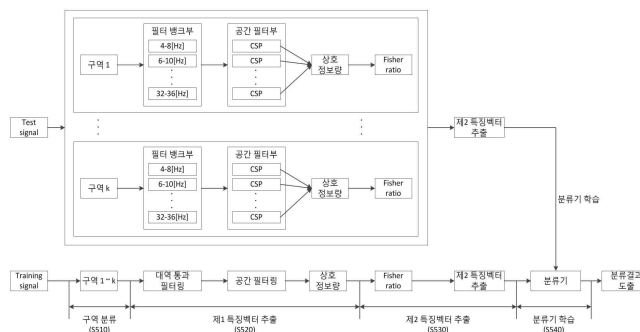 필터 뱅크부
공간 필터부
4-8[Hz]
6-10[Hz]
32-36[Hz]
CSP
CSP
CSP
구역 1
상호
정보량
Fisher
ratio
Test
signal
제2 특징벡터
추출
필터 뱅크부
공간 필터부
4-8[Hz]
6-10[Hz]
32-36[Hz]
CSP
CSP
CSP
구역 k
상호
정보량
Fisher
ratio
분류기 학습
Training
signal
구역 1~k
대역 통과
필터링
공간 필터링
상호
정보량
Fisher
ratio
제2 특징벡터
추출
분류기
분류결과
도출
구역 분류
(S510)
제1 특징벡터 추출
(S520)
제2 특징벡터 추출
(S530)
분류기 학습
(S540)